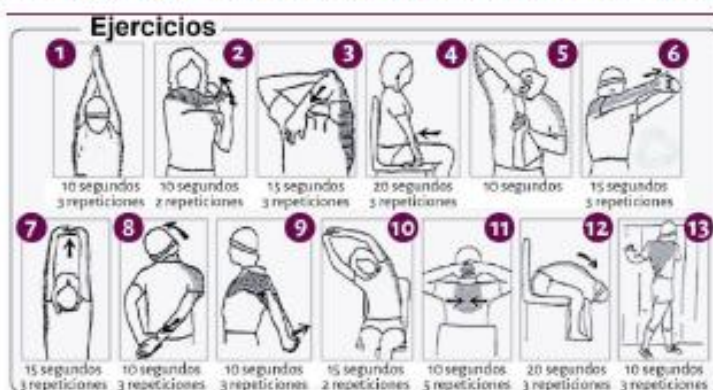 Ejercicios
1 2 3 4 5 6
10 segundos 10 segundos 15 segundos 20 segundos 10 segundos 15 segundos
3 repeticiones 2 repeticiones 3 repeticiones 3 repeticiones 3 repeticiones
7 8 9 10 11 12 13
15 segundos 10 segundos 10 segundos 15 segundos 10 segundos 20 segundos 10 segundos
3 repeticiones 3 repeticiones 3 repeticiones 2 repeticiones 5 repeticiones 3 repeticiones 3 repeticiones